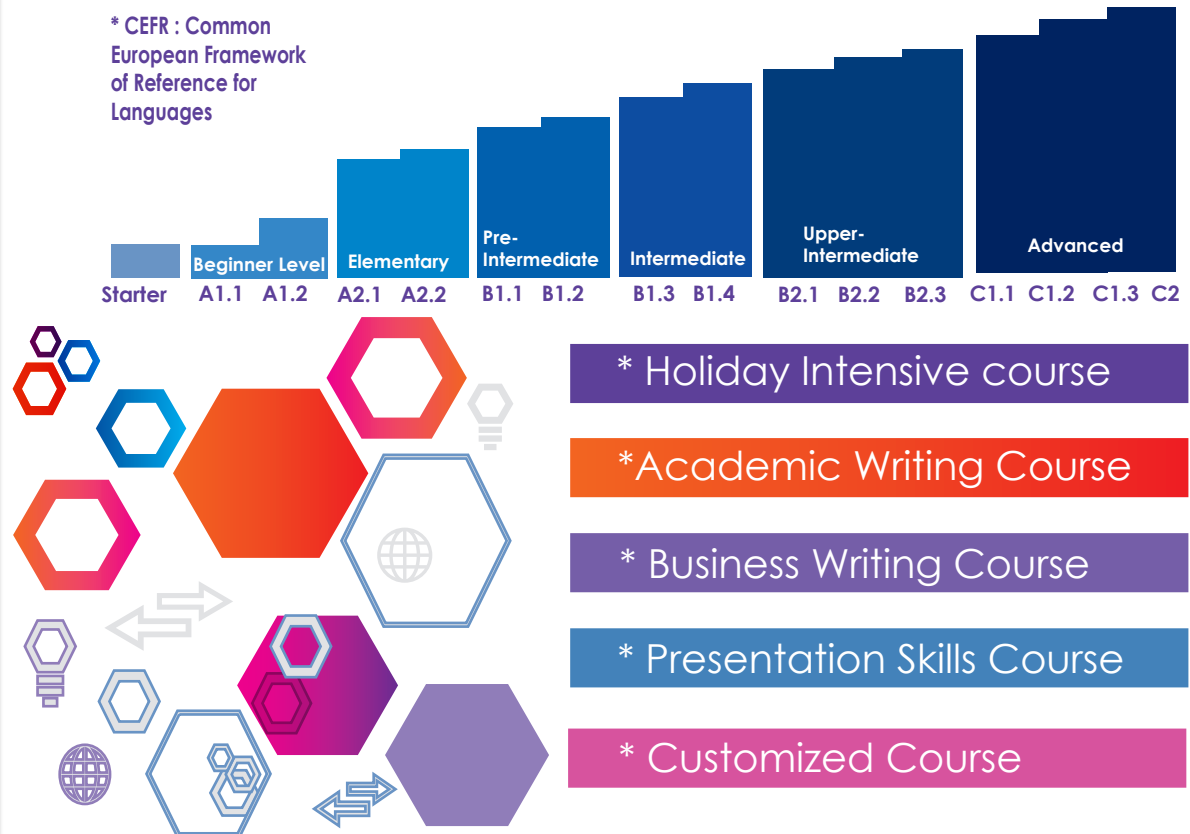 * CEFR : Common
European Framework
of Reference for
Languages
Beginner Level
Elementary
Pre-
Intermediate
Intermediate
Upper-
Intermediate
Advanced
Starter A1.1 A1.2 A2.1 A2.2 B1.1 B1.2 B1.3 B1.4 B2.1 B2.2 B2.3 C1.1 C1.2 C1.3 C2
* Holiday Intensive course
*Academic Writing Course
* Business Writing Course
* Presentation Skills Course
* Customized Course